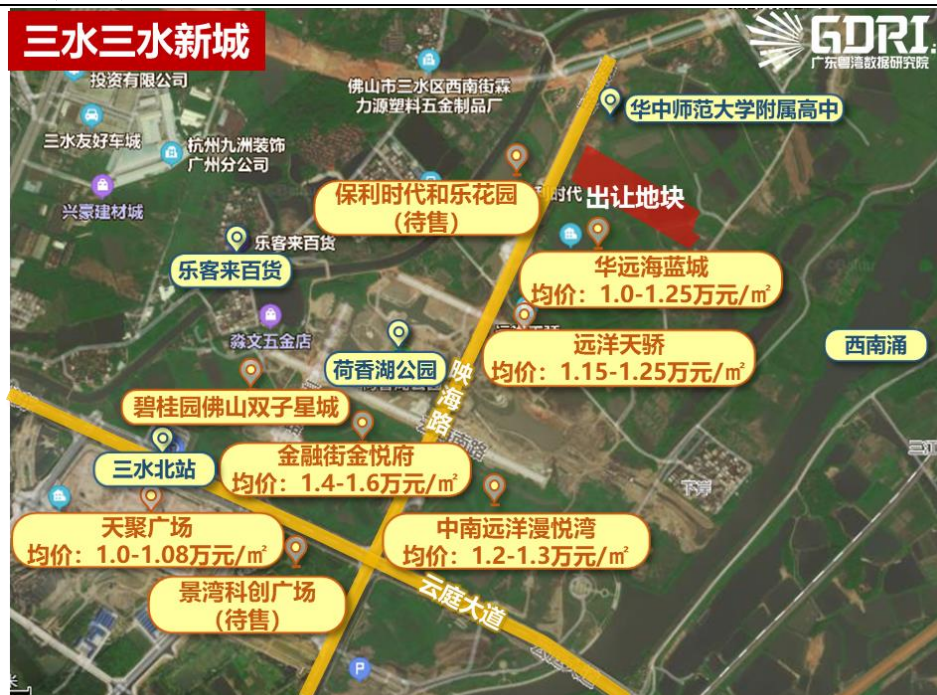 三水三水新城
GDRI.
广东粤湾数据研究院
投资有限公司
佛山市三水区西南街霖
力源塑料五金制品厂
华中师范大学附属高中
三水友好车城
杭州九洲装饰
广州分公司
兴豪建材城
保利时代和乐花园
(待售)
利时代
出让地块
乐客来百货
乐客来百货
华远海蓝城
均价：1.0-1.25万元/㎡
淼文五金店
荷香湖公园
远洋天骄
均价：1.15-1.25万元/㎡
西南涌
映海路
碧桂园佛山双子星城
三水北站
金融街金悦府
均价：1.4-1.6万元/㎡
天聚广场
均价：1.0-1.08万元/㎡
中南远洋漫悦湾
均价：1.2-1.3万元/㎡
景湾科创广场
(待售)
云庭大道
P